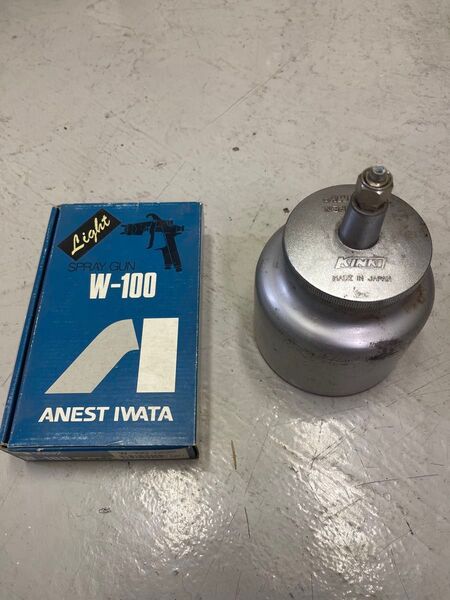 Light
SPRAY GUN
W-100
ANEST IWATA
KINKI
MADE IN JAPAN